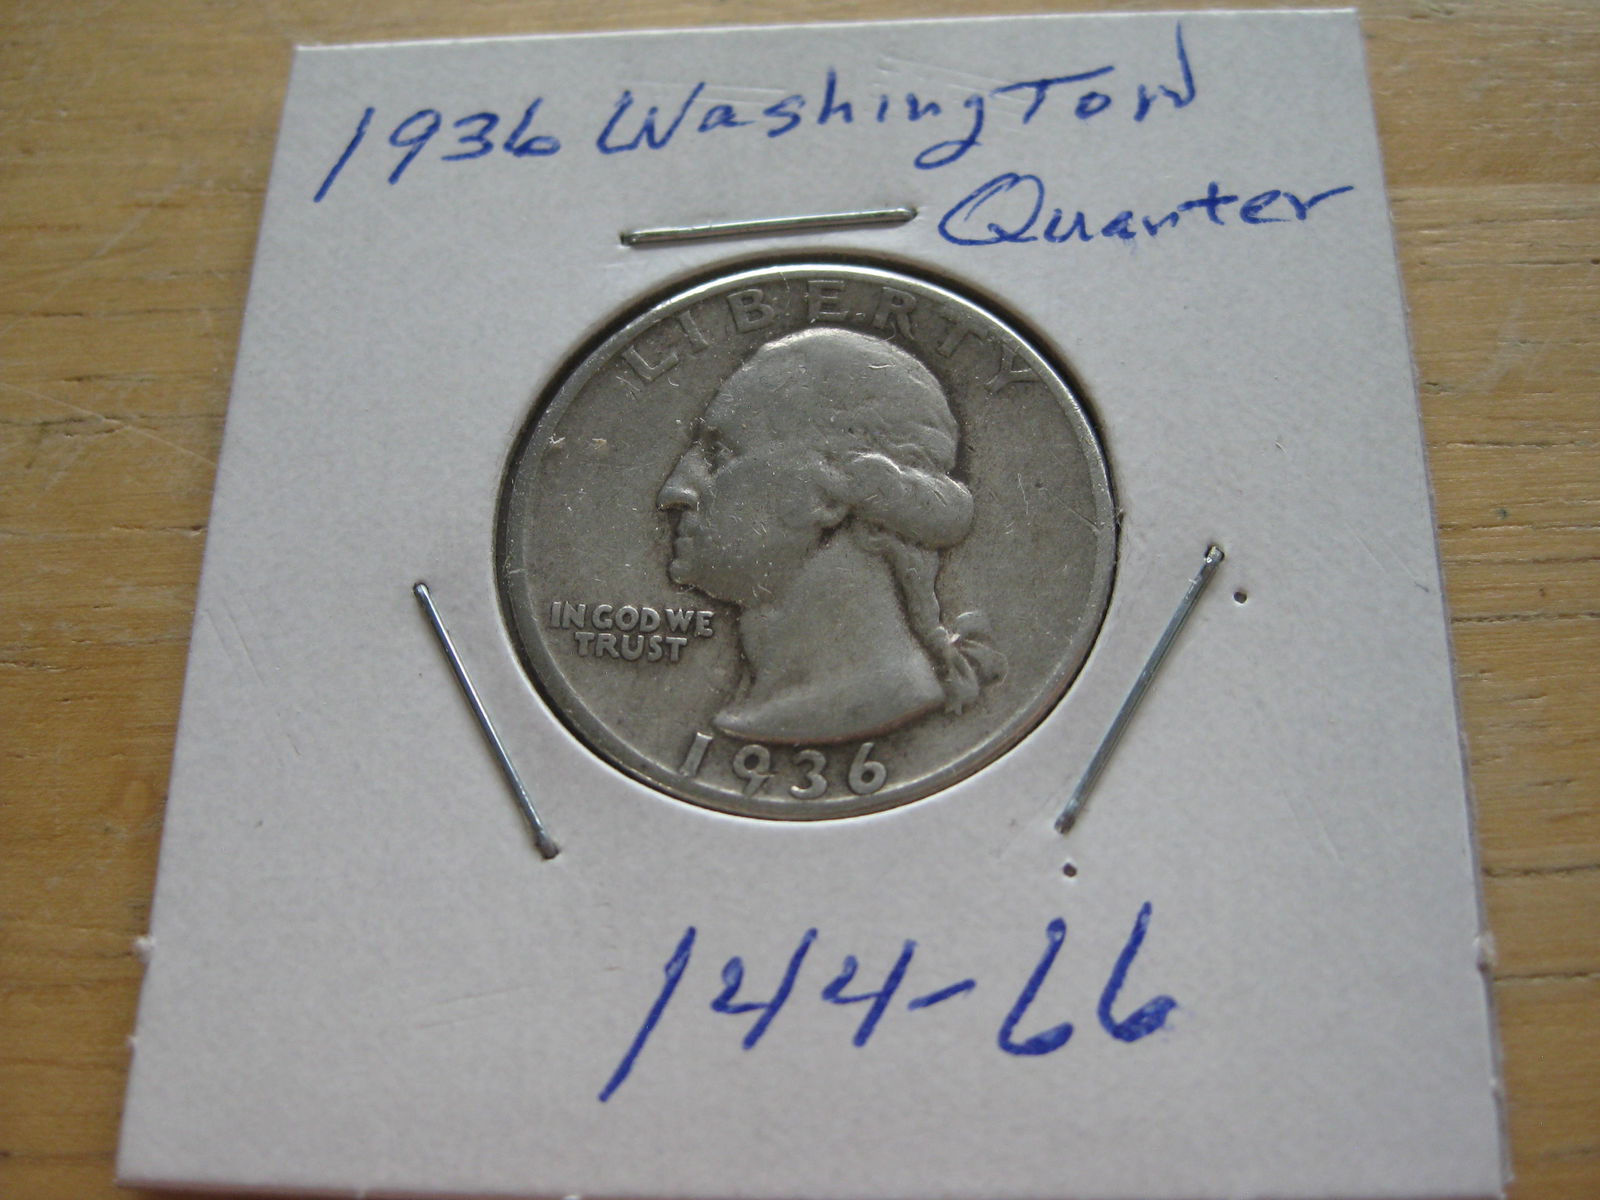 1936 Washington
Quarter
LIBERTY
IN GOD WE
TRUST
1936
144-66